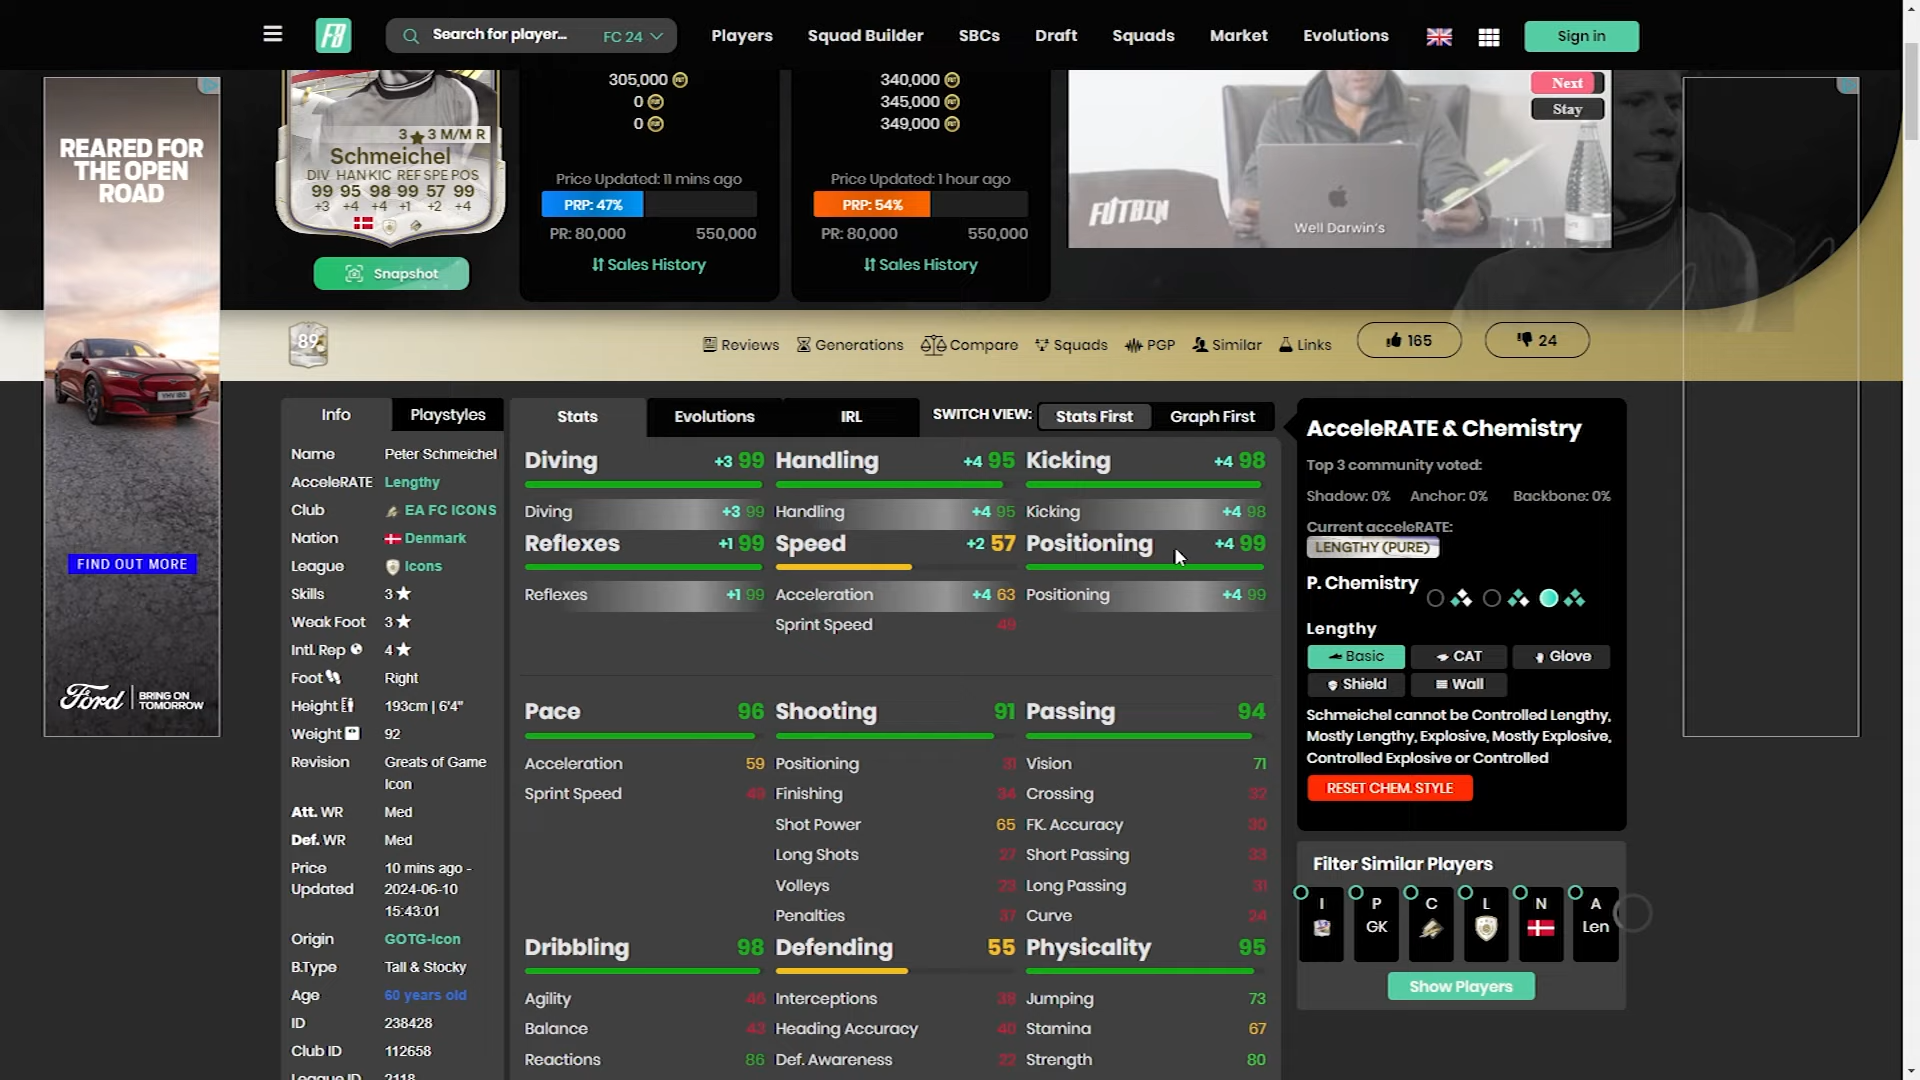 Search for player...
FC 24
Players
Squad Builder
SBCs
Draft
Squads
Market
Evolutions
Sign in
REARED FOR
THE OPEN
ROAD
FIND OUT MORE
Ford
BRING ON
TOMORROW
3★3 M/M R
Schmeichel
DIV HAN KIC REF SPE POS
99 95 98 99 57 99
+3 +4 +4 +1 +2 +4
Snapshot
305,000
0
0
Price Updated: 11 mins ago
PRP: 47%
PR: 80,000 550,000
Sales History
340,000
345,000
349,000
Price Updated: 1 hour ago
PRP: 54%
PR: 80,000 550,000
Sales History
Next
Stay
FUTBIN
Well Darwin's
89
Reviews
Generations
Compare
Squads
PGP
Similar
Links
165
24
Info
Playstyles
Name Peter Schmeichel
AcceleRATE Lengthy
Club EA FC ICONS
Nation Denmark
League Icons
Skills 3★
Weak Foot 3★
Intl. Rep 4★
Foot Right
Height 193cm | 6'4"
Weight 92
Revision Greats of Game
Icon
Att. WR Med
Def. WR Med
Price 10 mins ago -
Updated 2024-06-10
15:43:01
Origin GOTG-Icon
B.Type Tall & Stocky
Age 60 years old
ID 238428
Club ID 112658
League ID 2118
Stats
Evolutions
IRL
SWITCH VIEW:
Stats First
Graph First
Diving +3 99 Handling +4 95 Kicking +4 98
Diving +3 99 Handling +4 95 Kicking +4 98
Reflexes +1 99 Speed +2 57 Positioning +4 99
Reflexes +1 99 Acceleration +4 63 Positioning +4 99
Sprint Speed 49
Pace 96 Shooting 91 Passing 94
Acceleration 59 Positioning 31 Vision 71
Sprint Speed 49 Finishing 34 Crossing 32
Shot Power 65 FK. Accuracy 30
Long Shots 27 Short Passing 33
Volleys 23 Long Passing 31
Penalties 37 Curve 24
Dribbling 98 Defending 55 Physicality 95
Agility 46 Interceptions 38 Jumping 73
Balance 43 Heading Accuracy 40 Stamina 67
Reactions 86 Def. Awareness 22 Strength 80
AcceleRATE & Chemistry
Top 3 community voted:
Shadow: 0% Anchor: 0% Backbone: 0%
Current acceleRATE:
LENGTHY (PURE)
P. Chemistry
Lengthy
Basic CAT Glove
Shield Wall
Schmeichel cannot be Controlled Lengthy,
Mostly Lengthy, Explosive, Mostly Explosive,
Controlled Explosive or Controlled
RESET CHEM. STYLE
Filter Similar Players
I P C L N A
GK Len
Show Players